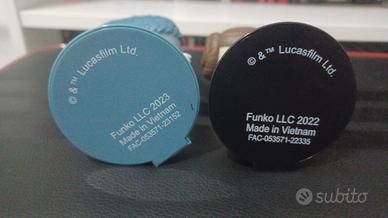 © & ™ Lucasfilm Ltd.
Funko LLC 2023
Made in Vietnam
FAC-053571-23152
© & ™ Lucasfilm Ltd.
Funko LLC 2022
Made in Vietnam
FAC-053571-22335
subito